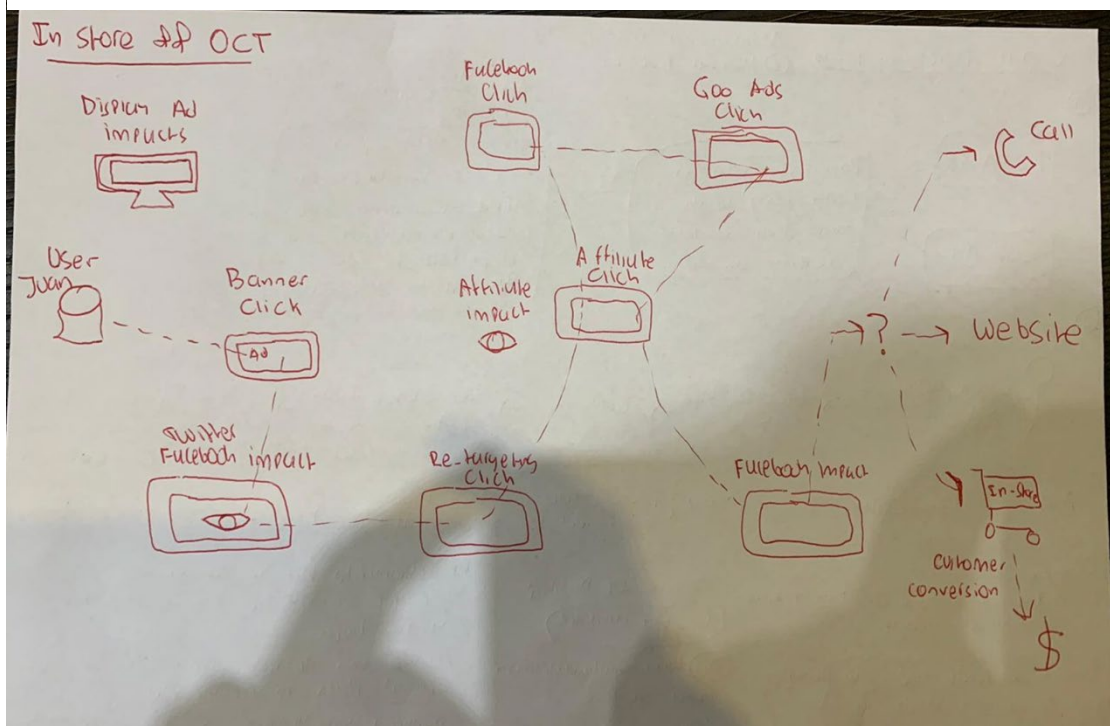 In store && OCT
Display Ad
impacts
Facebook
Click
Goo Ads
Click
Call
User
Juan
Banner
Click
Ad
Affiliate
impact
Affiliate
Click
?
Website
Twitter
Facebook impact
Re-targeting
Click
Facebook impact
In-Store
customer
conversion
$